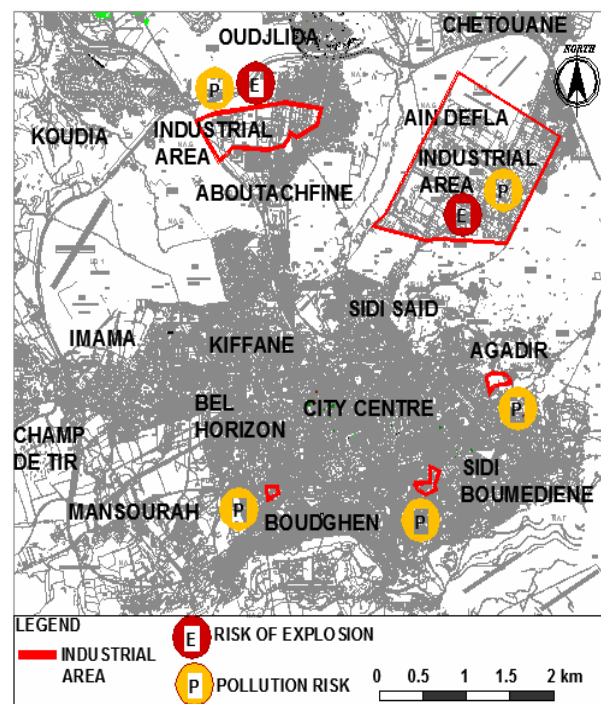 OUDJLIDA
CHETOUANE
NORTH
P
E
KOUDIA
INDUSTRIAL
AREA
AIN DEFLA
INDUSTRIAL
AREA
P
E
ABOUTACHFINE
SIDI SAID
IMAMA
KIFFANE
AGADIR
BEL
HORIZON
CITY CENTRE
P
CHAMP
DE TIR
SIDI
BOUMEDIENE
MANSOURAH
P
BOUDGHEN
P
LEGEND
INDUSTRIAL
AREA
E
RISK OF EXPLOSION
P
POLLUTION RISK
0 0.5 1 1.5 2 km